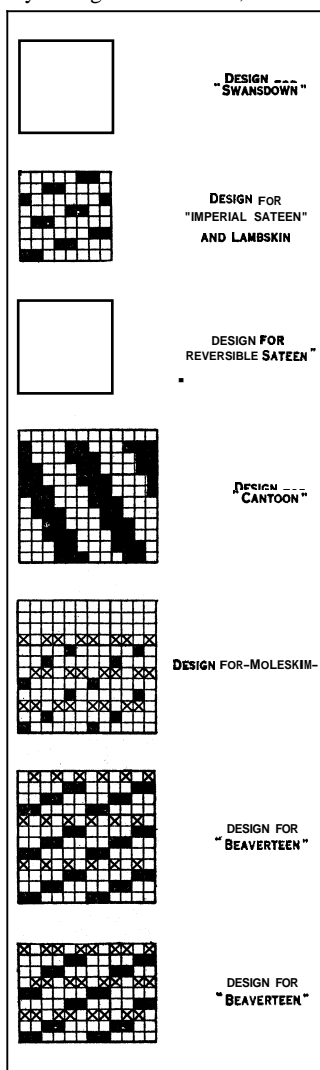 DESIGN
"SWANSDOWN"
DESIGN FOR
"IMPERIAL SATEEN"
AND LAMBSKIN
DESIGN FOR
REVERSIBLE SATEEN"
DESIGN
"CANTOON"
DESIGN FOR-MOLESKIM-
DESIGN FOR
"BEAVERTEEN"
DESIGN FOR
"BEAVERTEEN"